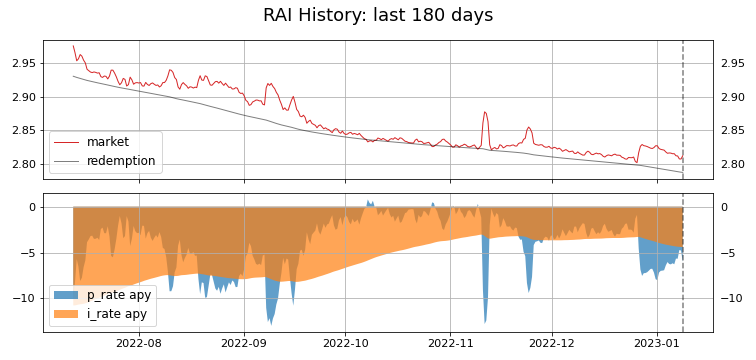 RAI History: last 180 days
2.95 2.95
2.90 2.90
2.85 2.85
2.80 2.80
market
redemption
0 0
−5 −5
−10 −10
p_rate apy
i_rate apy
2022-08 2022-09 2022-10 2022-11 2022-12 2023-01